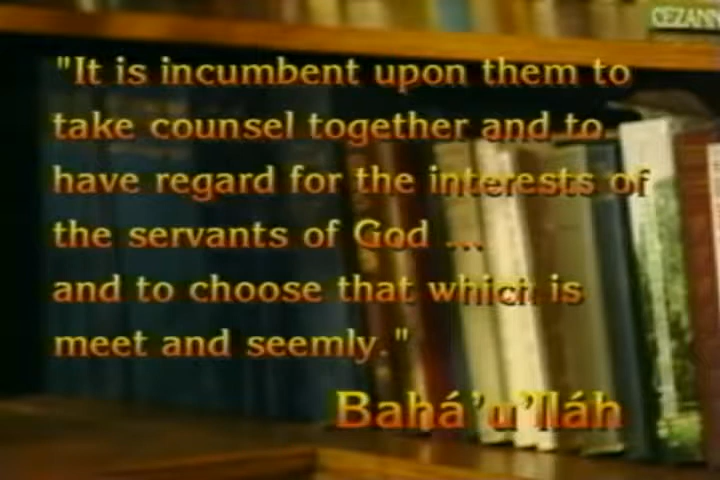 CEZANN
"It is incumbent upon them to
take counsel together and to
have regard for the interests of
the servants of God ...
and to choose that which is
meet and seemly."
Bahá'u'lláh